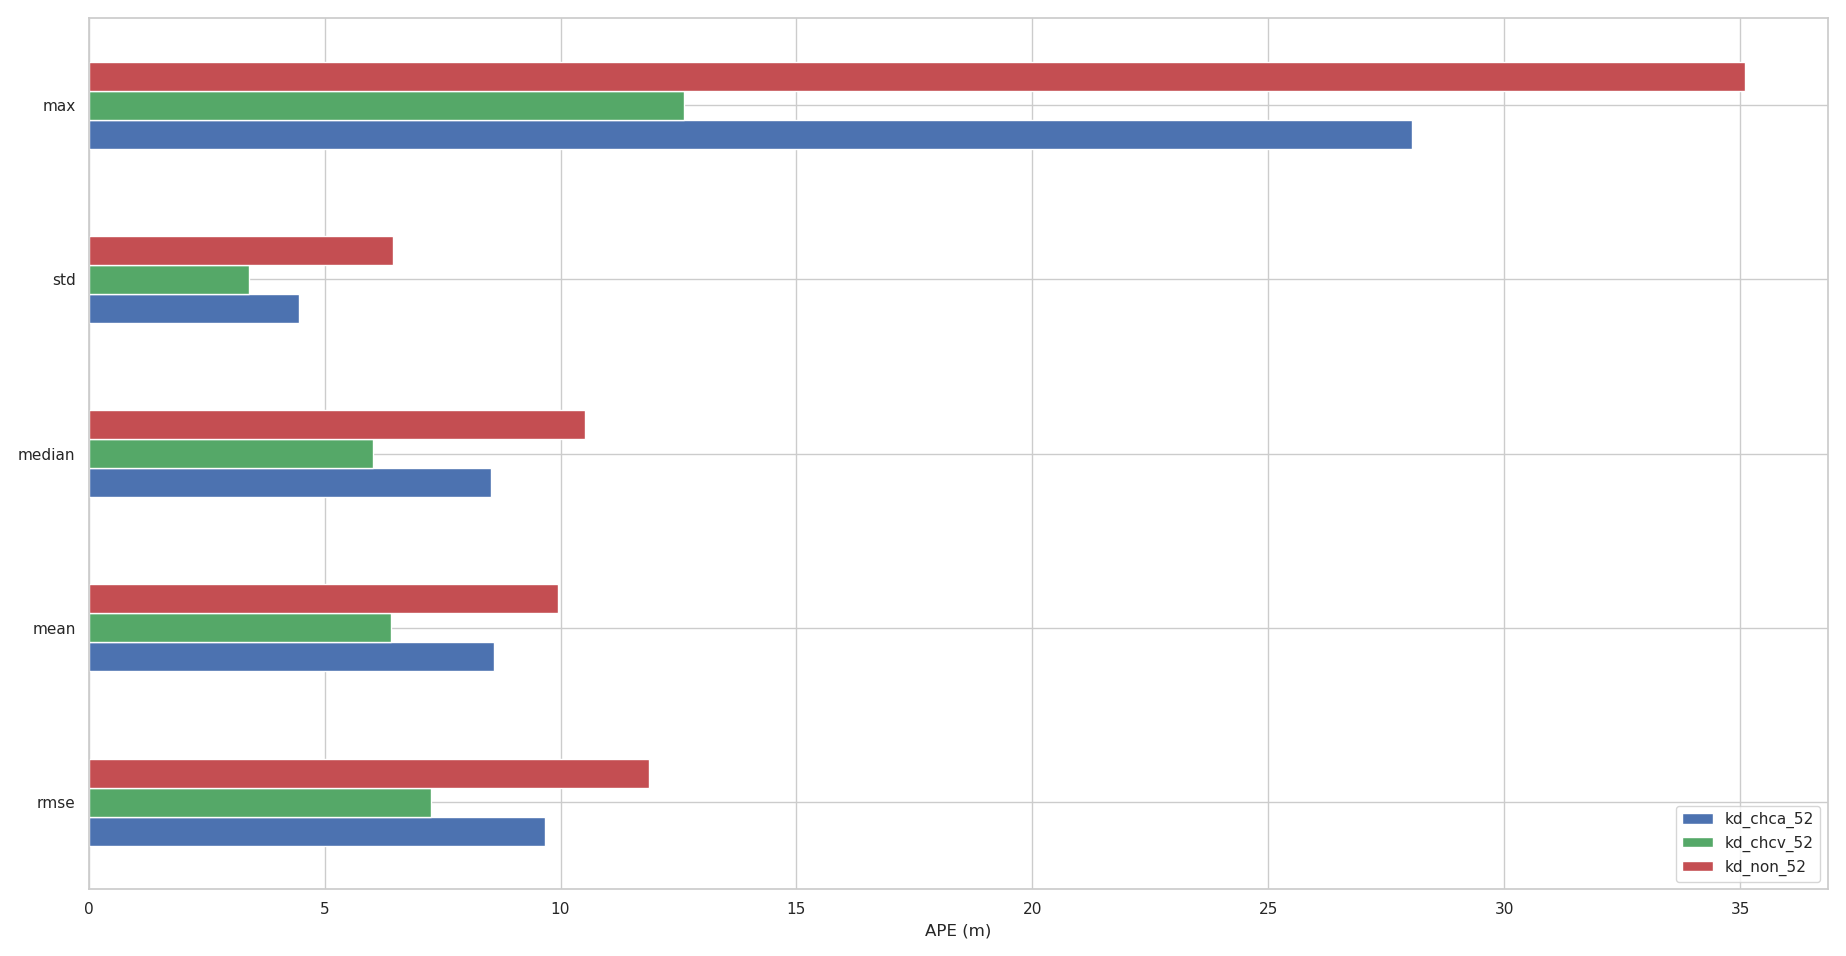 max
std
median
mean
rmse
kd_chca_52
kd_chcv_52
kd_non_52
0 5 10 15 20 25 30 35
APE (m)